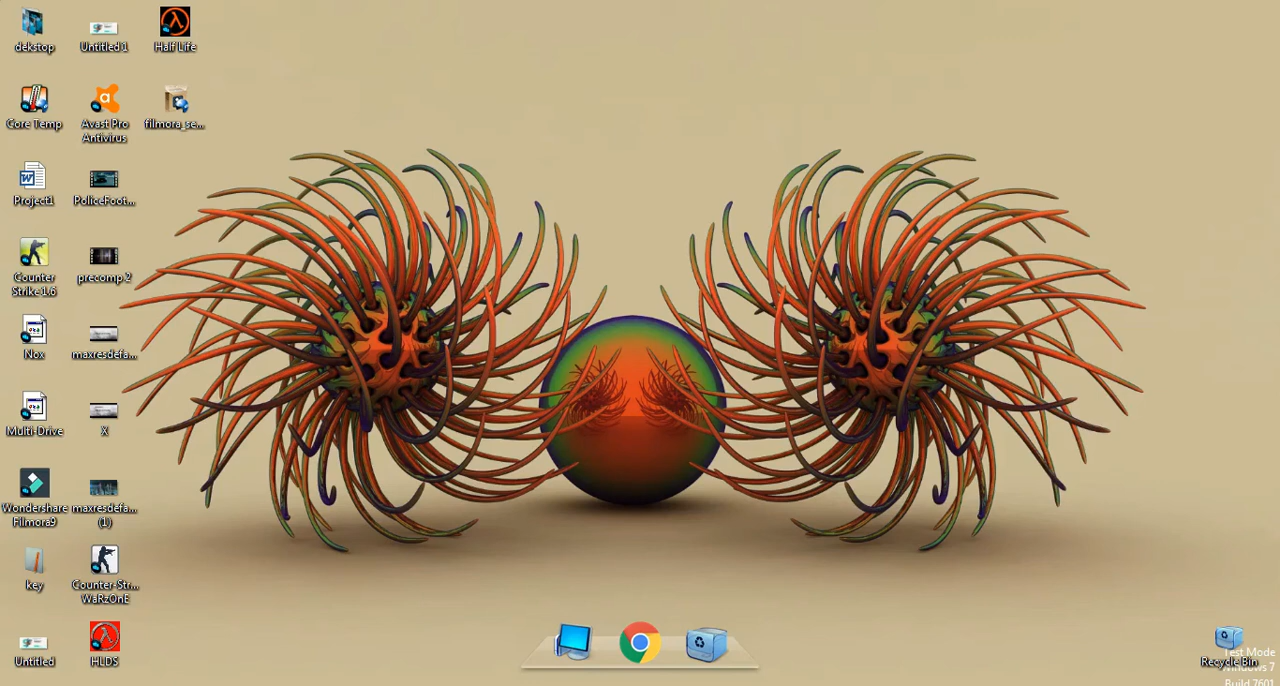 dekstop
Untitled 1
Half Life
Core Temp
Avast Pro
Antivirus
filmora_se...
Project1
PoliceFoot...
Counter
Strike 1.6
precomp 2
Nox
maxresdefa...
Multi-Drive
X
Wondershare
Filmora9
maxresdefa...
(1)
key
Counter-Str...
WaRzOnE
Untitled
HLDS
Recycle Bin
Test Mode
Windows 7
Build 7601